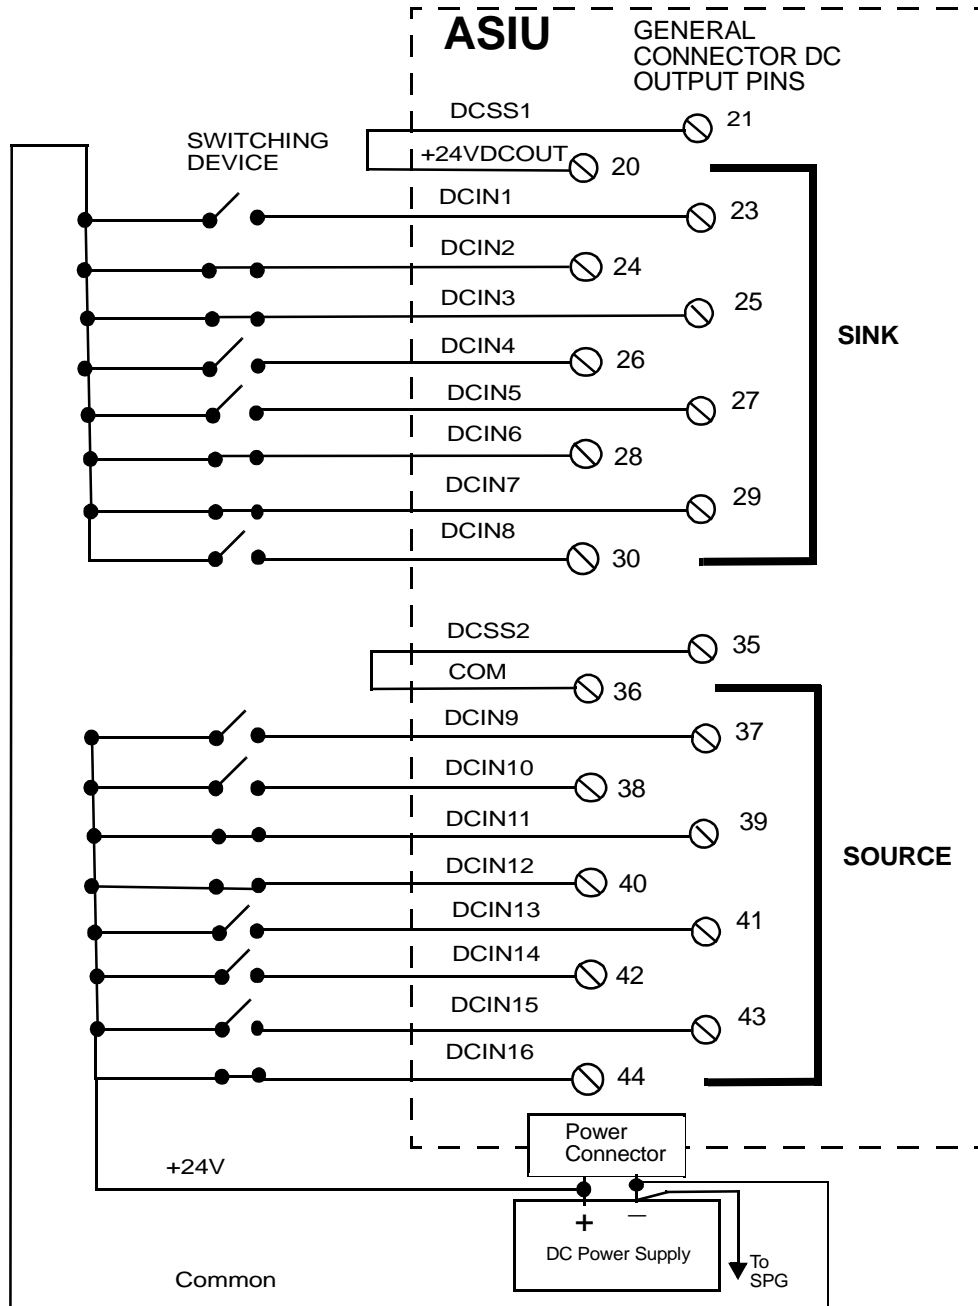 ASIU
GENERAL
CONNECTOR DC
OUTPUT PINS
DCSS1
21
SWITCHING
DEVICE
+24VDCOUT
20
DCIN1
23
DCIN2
24
DCIN3
25
SINK
DCIN4
26
DCIN5
27
DCIN6
28
DCIN7
29
DCIN8
30
DCSS2
35
COM
36
DCIN9
37
DCIN10
38
DCIN11
39
SOURCE
DCIN12
40
DCIN13
41
DCIN14
42
DCIN15
43
DCIN16
44
Power
Connector
+24V
+ –
DC Power Supply
To
SPG
Common